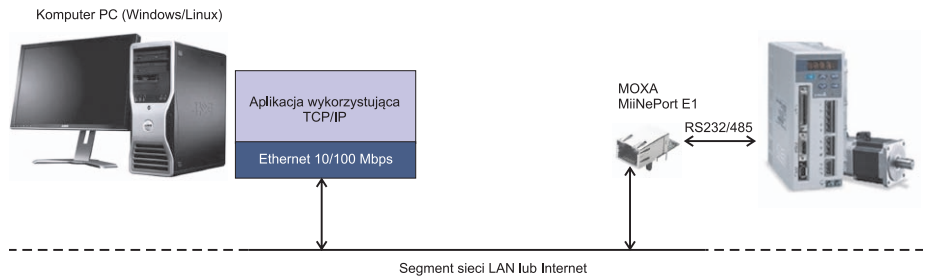 Komputer PC (Windows/Linux)
Aplikacja wykorzystująca
TCP/IP
Ethernet 10/100 Mbps
MOXA
MiiNePort E1
RS232/485
Segment sieci LAN lub Internet